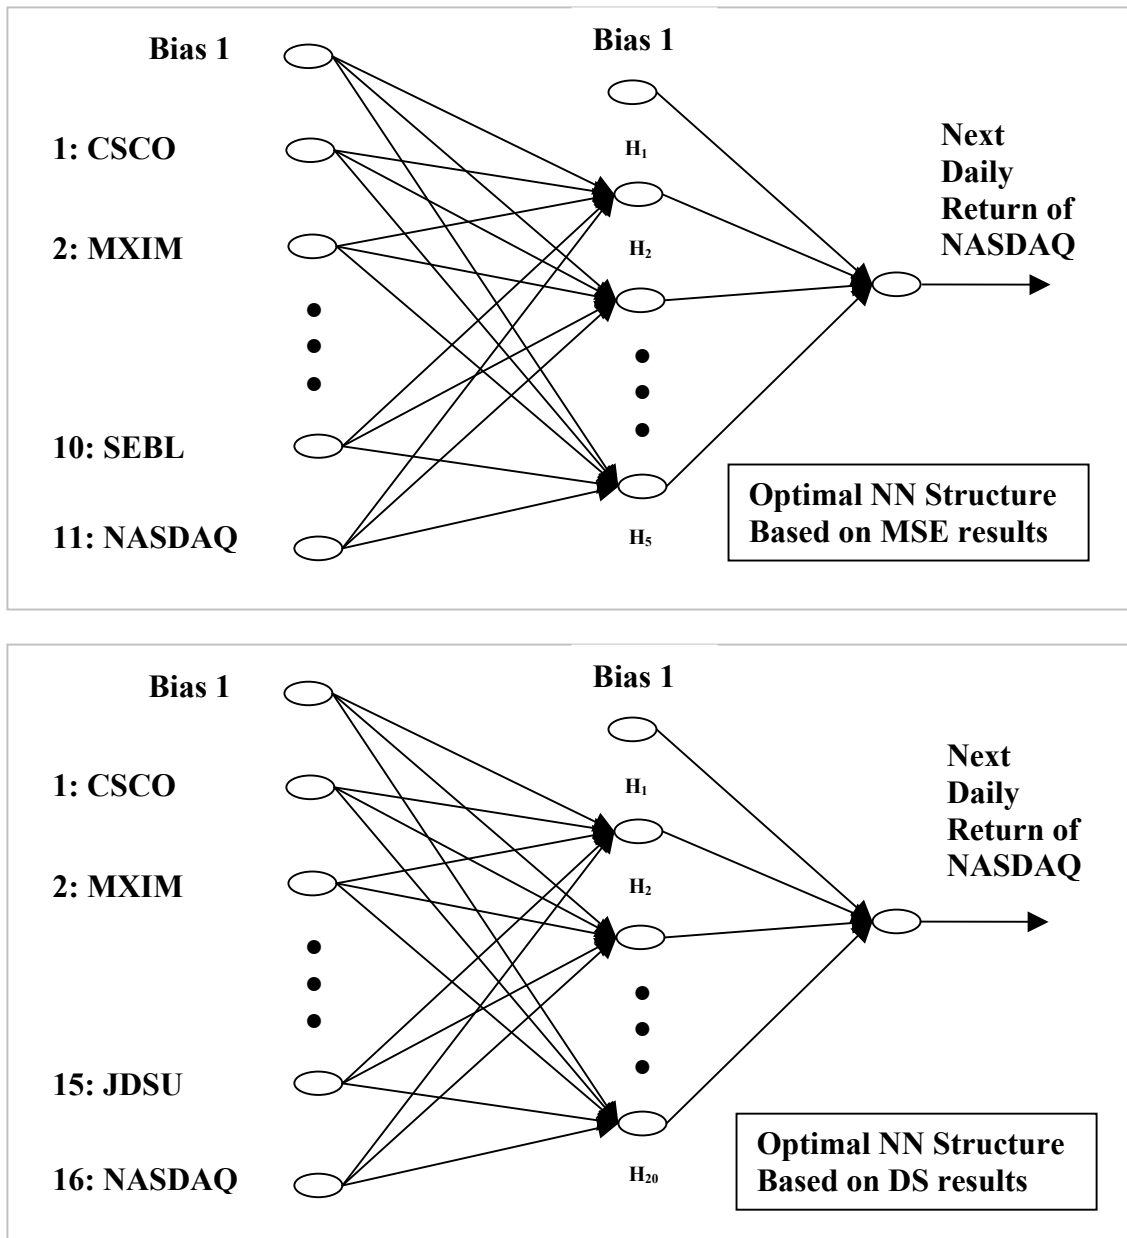 Bias 1
Bias 1
1: CSCO
H1
Next
Daily
Return of
NASDAQ
2: MXIM
H2
10: SEBL
11: NASDAQ
H5
Optimal NN Structure
Based on MSE results
Bias 1
Bias 1
1: CSCO
H1
Next
Daily
Return of
NASDAQ
2: MXIM
H2
15: JDSU
16: NASDAQ
H20
Optimal NN Structure
Based on DS results